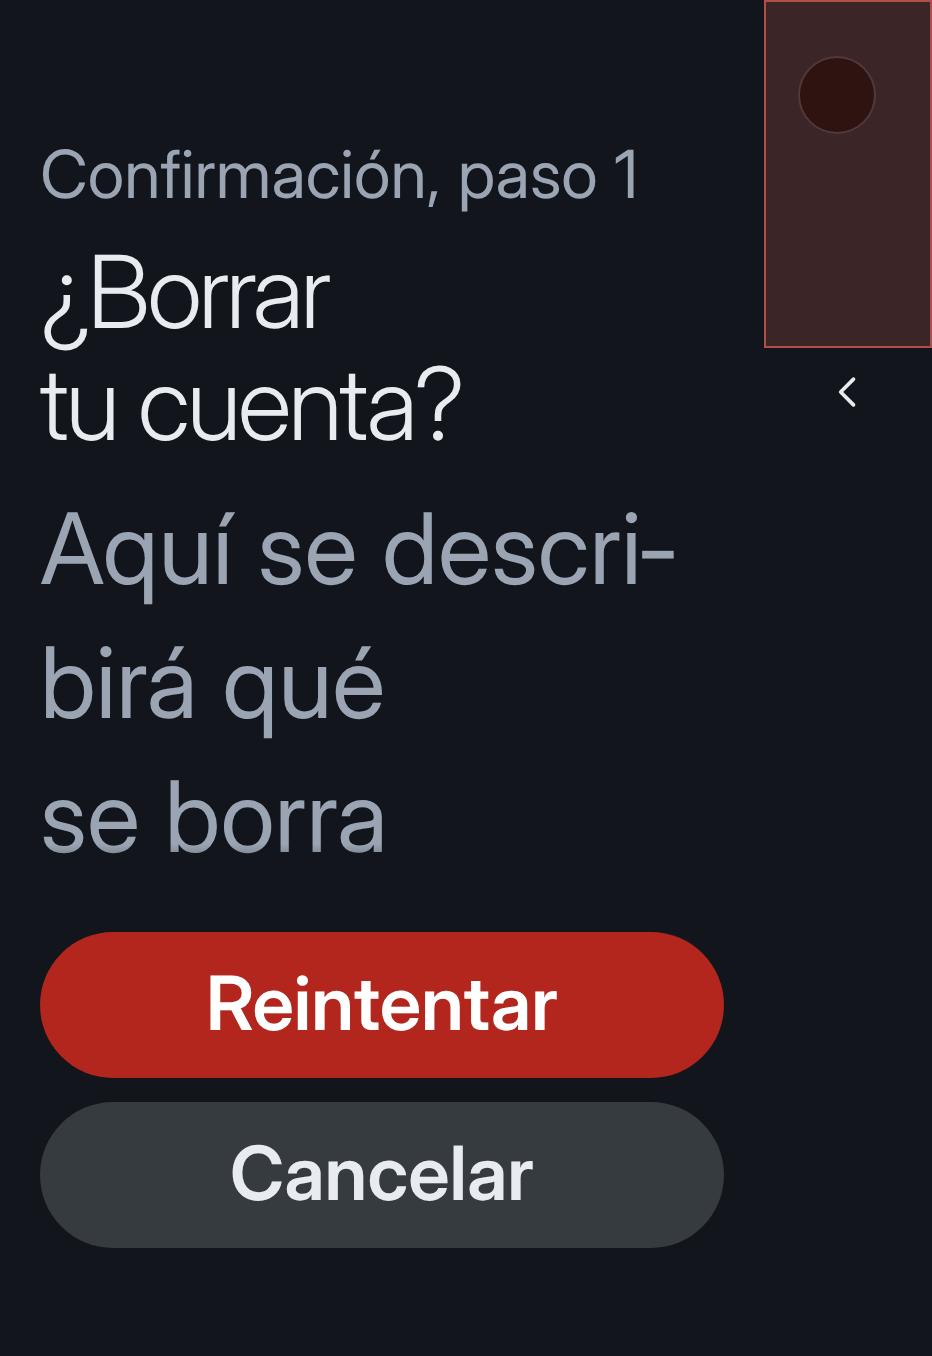 Confirmación, paso 1
¿Borrar
tu cuenta?
Aquí se descri-
birá qué
se borra
Reintentar
Cancelar